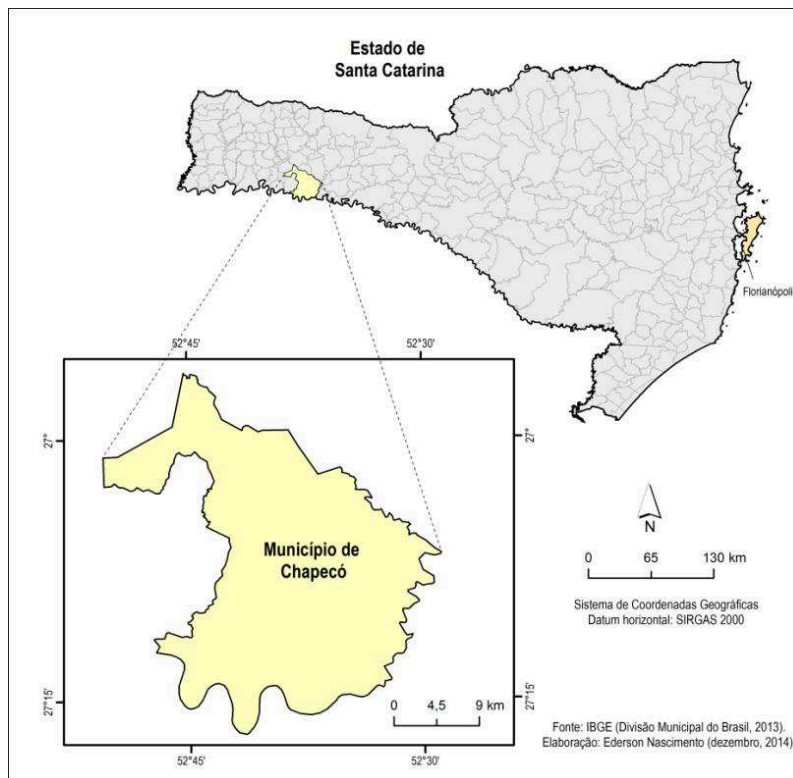 Estado de
Santa Catarina
Florianópoli
52°45'
52°30'
27°
27°
Município de
Chapecó
N
0 65 130 km
Sistema de Coordenadas Geográficas
Datum horizontal: SIRGAS 2000
0 4,5 9 km
27°15'
27°15'
52°45'
52°30'
Fonte: IBGE (Divisão Municipal do Brasil, 2013).
Elaboração: Ederson Nascimento (dezembro, 2014)